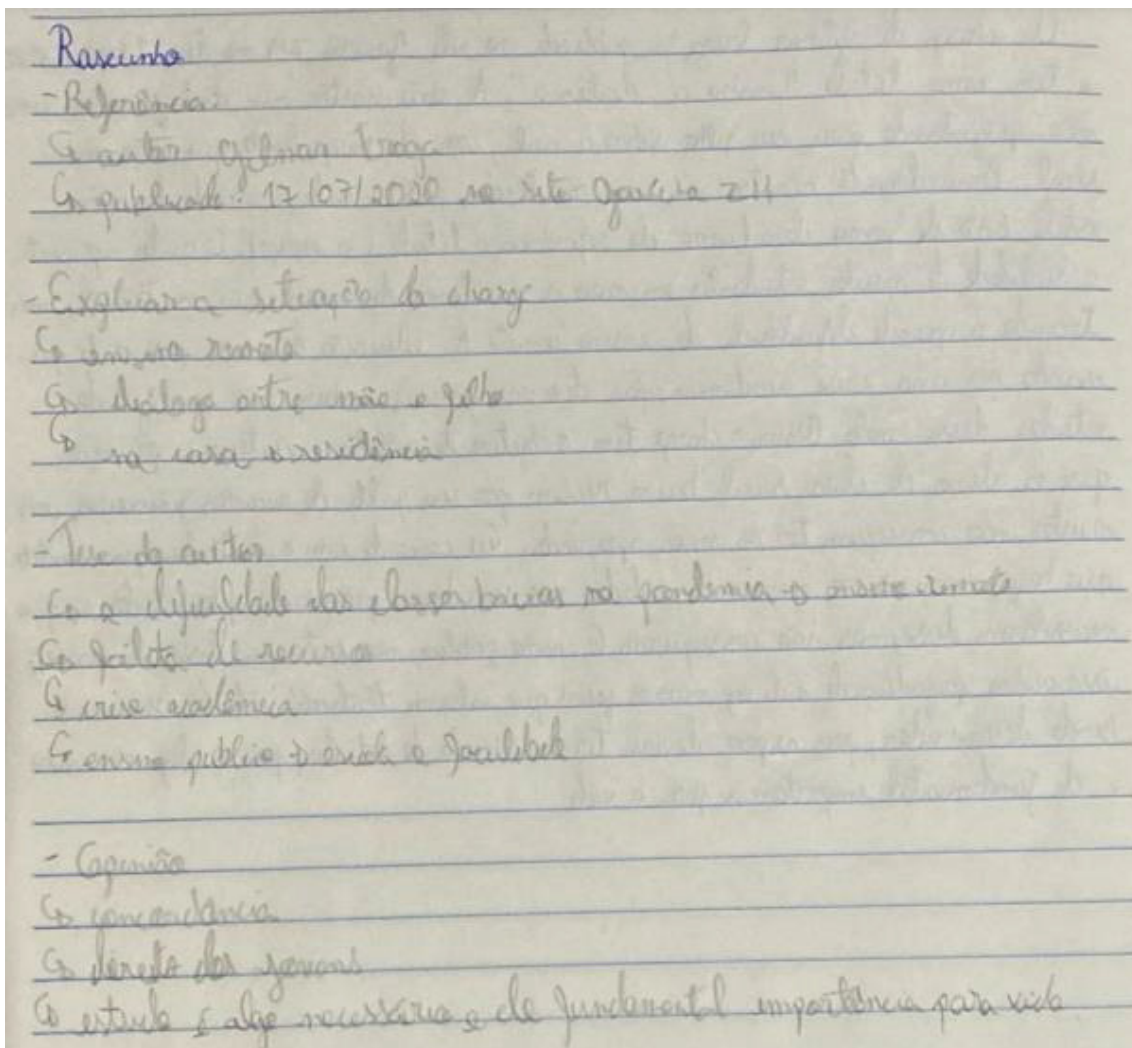 Rascunho
- Referência
↳ autor Gilmar Fraga
↳ publicado: 17/07/2020 no site Gaúcha ZH
- Explicar a situação da charge
↳ ensino remoto
↳ diálogo entre mãe e filho
↳ na casa residência
- Tese do autor
↳ a dificuldade das classes baixas na pandemia → ensino remoto
↳ falta de recursos
↳ crise acadêmica
↳ ensino público → escola e faculdade
- Opinião
↳ concordância
↳ direito dos jovens
↳ estudo é algo necessário e de fundamental importância para vida